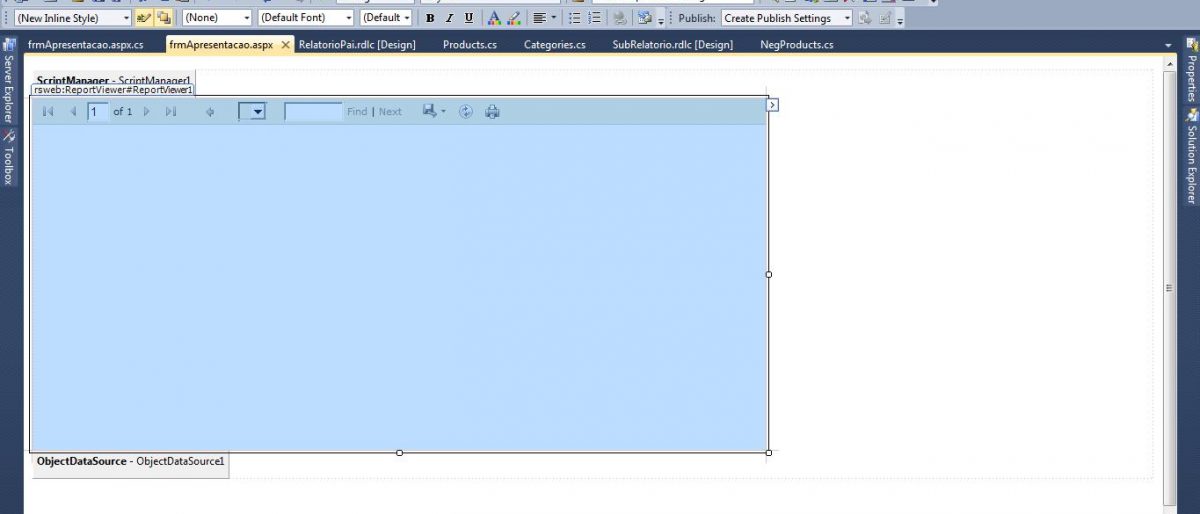 (New Inline Style) (None) (Default Font) (Default B I U A Publish: Create Publish Settings
frmApresentacao.aspx.cs frmApresentacao.aspx RelatorioPai.rdlc [Design] Products.cs Categories.cs SubRelatorio.rdlc [Design] NegProducts.cs
Server Explorer
Toolbox
ScriptManager - ScriptManager1
rsweb:ReportViewer#ReportViewer1
1 of 1 Find | Next
ObjectDataSource - ObjectDataSource1
Properties
Solution Explorer